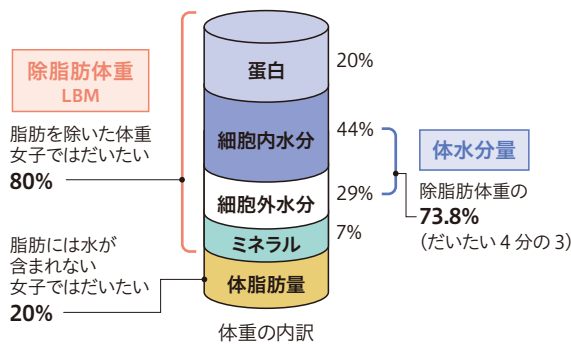 除脂肪体重
LBM
脂肪を除いた体重
女子ではだいたい
80%
脂肪には水が
含まれない
女子ではだいたい
20%
蛋白
20%
細胞内水分
44%
細胞外水分
29%
ミネラル
7%
体脂肪量
体水分量
除脂肪体重の
73.8%
（だいたい 4 分の 3）
体重の内訳